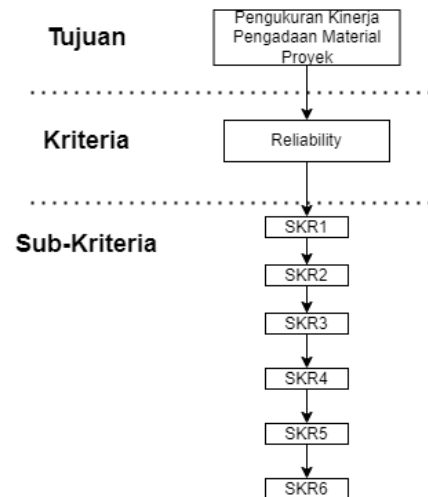 Tujuan
Pengukuran Kinerja
Pengadaan Material
Proyek
Kriteria
Reliability
Sub-Kriteria
SKR1
SKR2
SKR3
SKR4
SKR5
SKR6